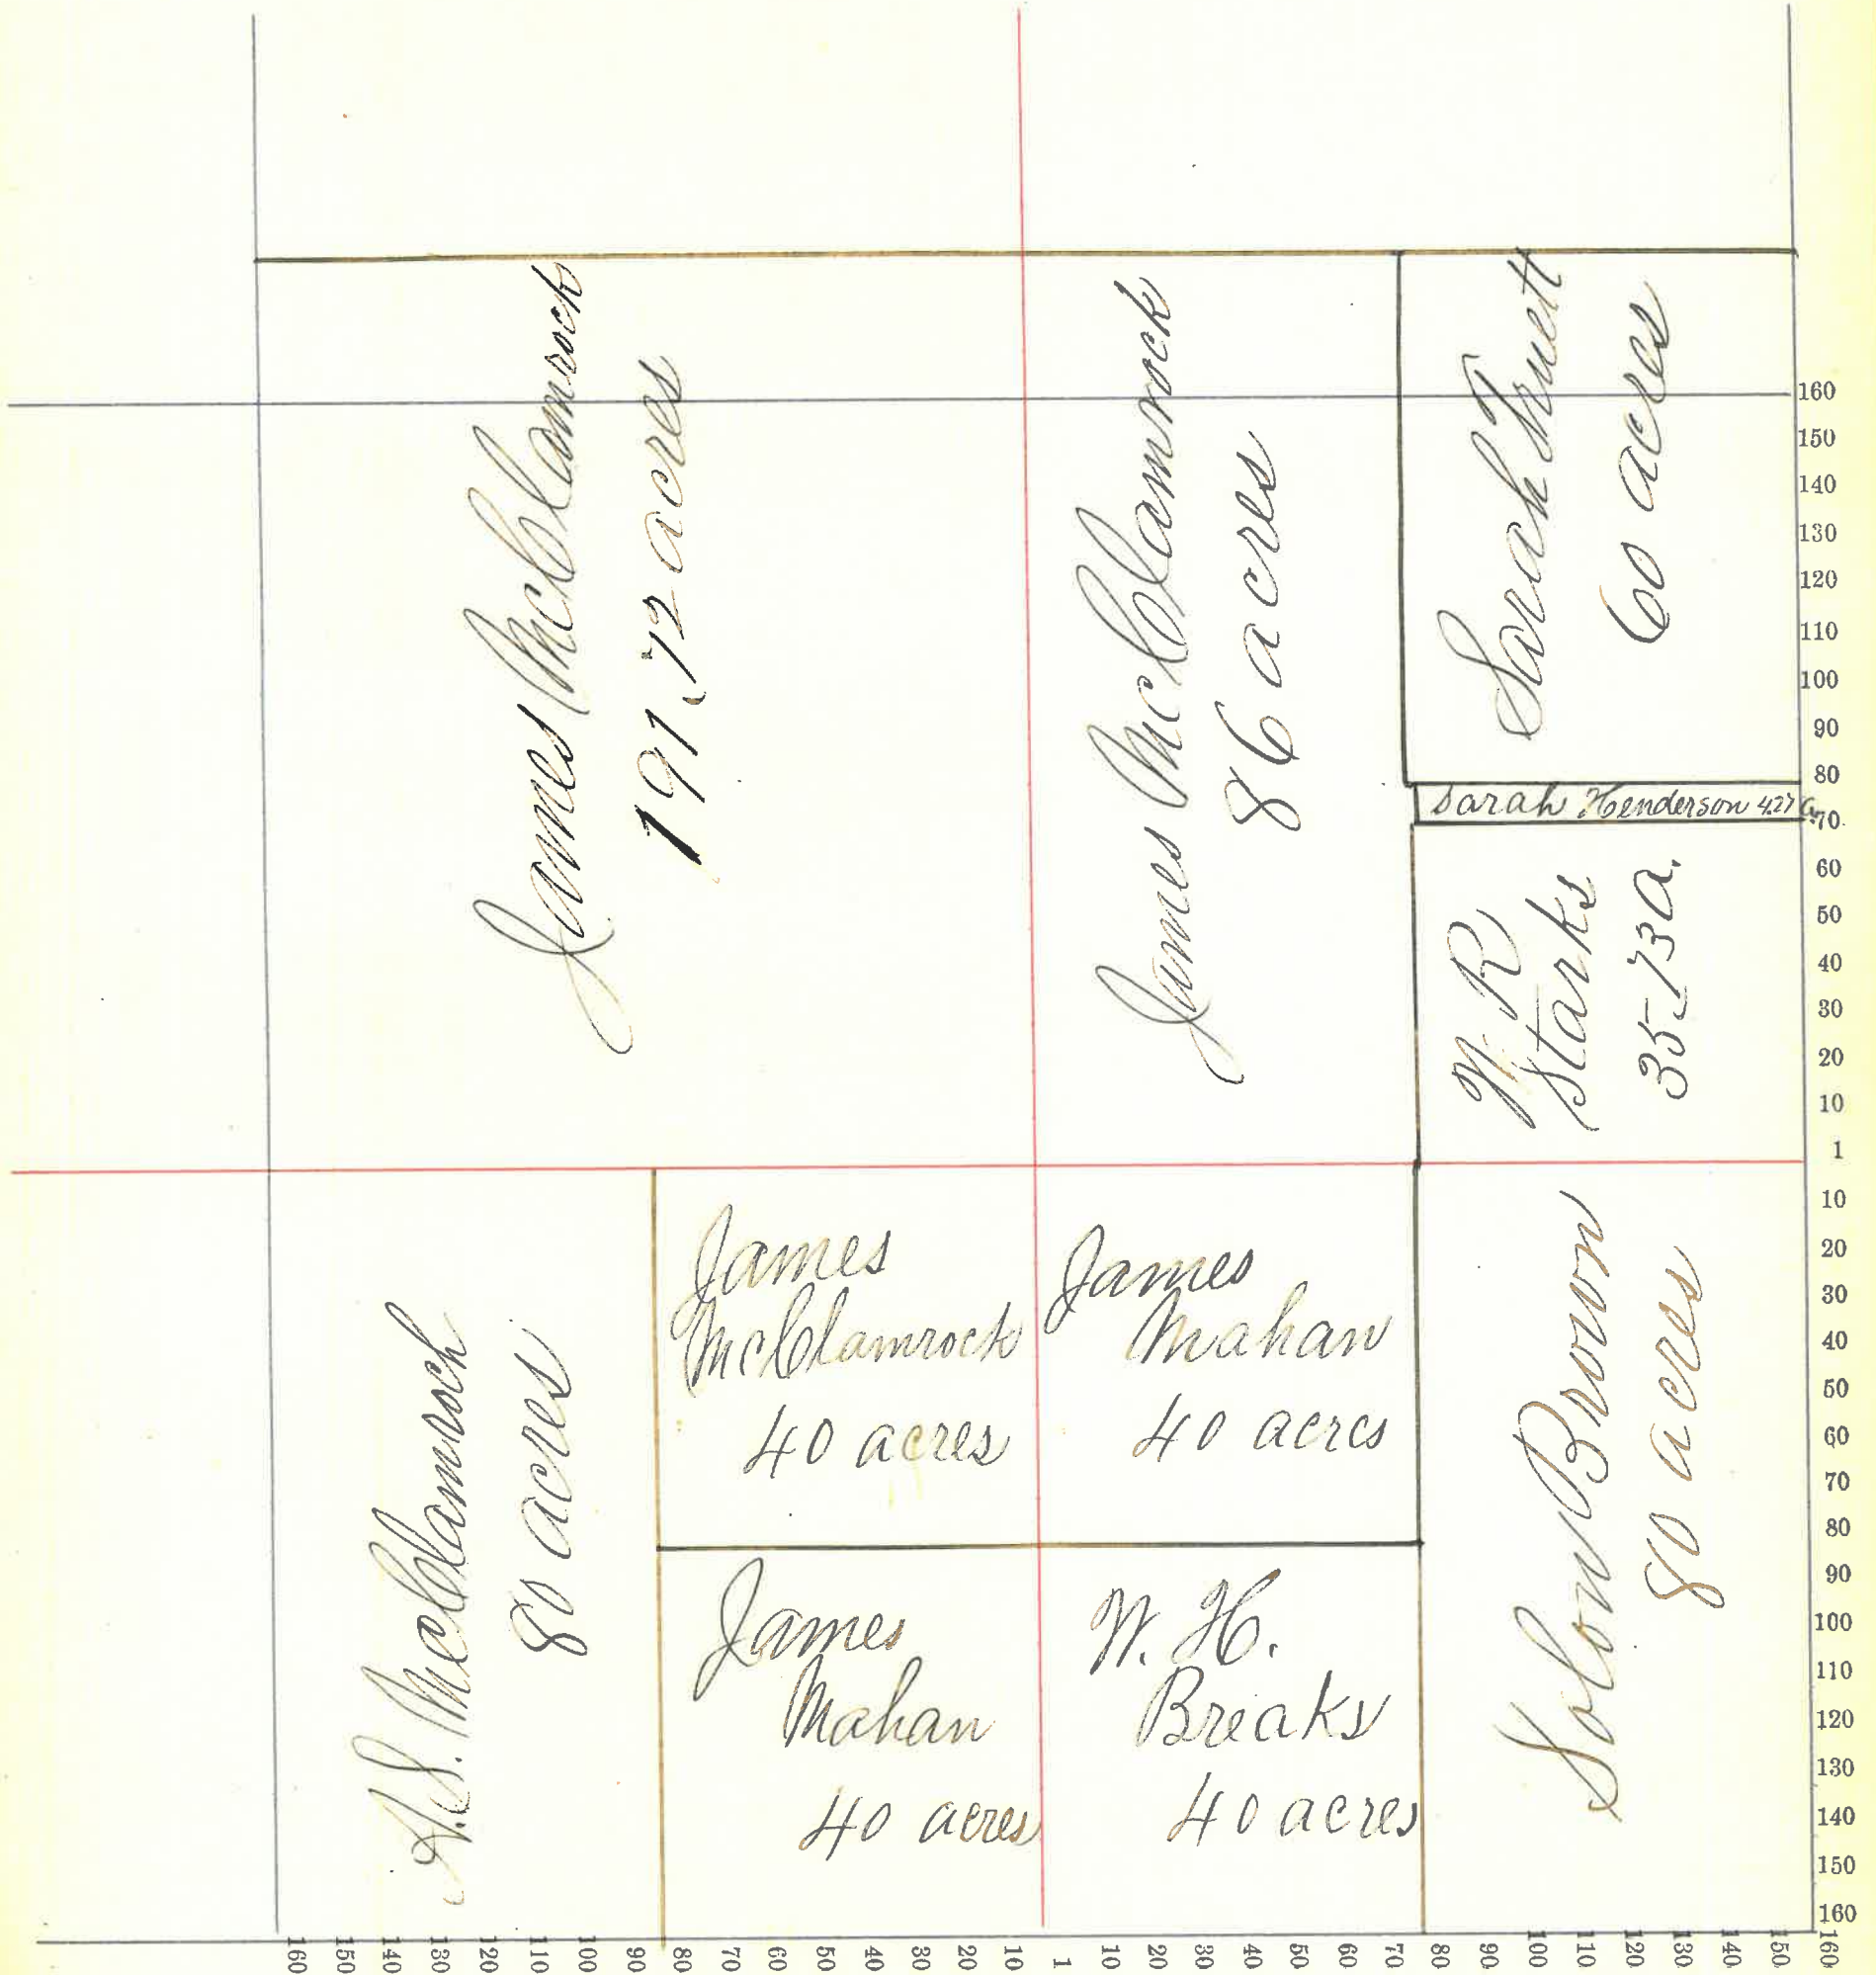 James McClamrock
191.72 acres
James McClamrock
86 acres
Sarah Truett
60 acres
Sarah Henderson 4.27 a.
W. R
Starks
35.73 a.
James
McClamrock
40 acres
James
Mahan
40 acres
A.S. McClamroch
80 acres
Solon Brown
80 acres
James
Mahan
40 acres
W. H.
Breaks
40 acres
160
150
140
130
120
110
100
90
80
70
60
50
40
30
20
10
1
10
20
30
40
50
60
70
80
90
100
110
120
130
140
150
160
160 150 140 130 120 110 100 90 80 70 60 50 40 30 20 10 1 10 20 30 40 50 60 70 80 90 100 110 120 130 140 150 160